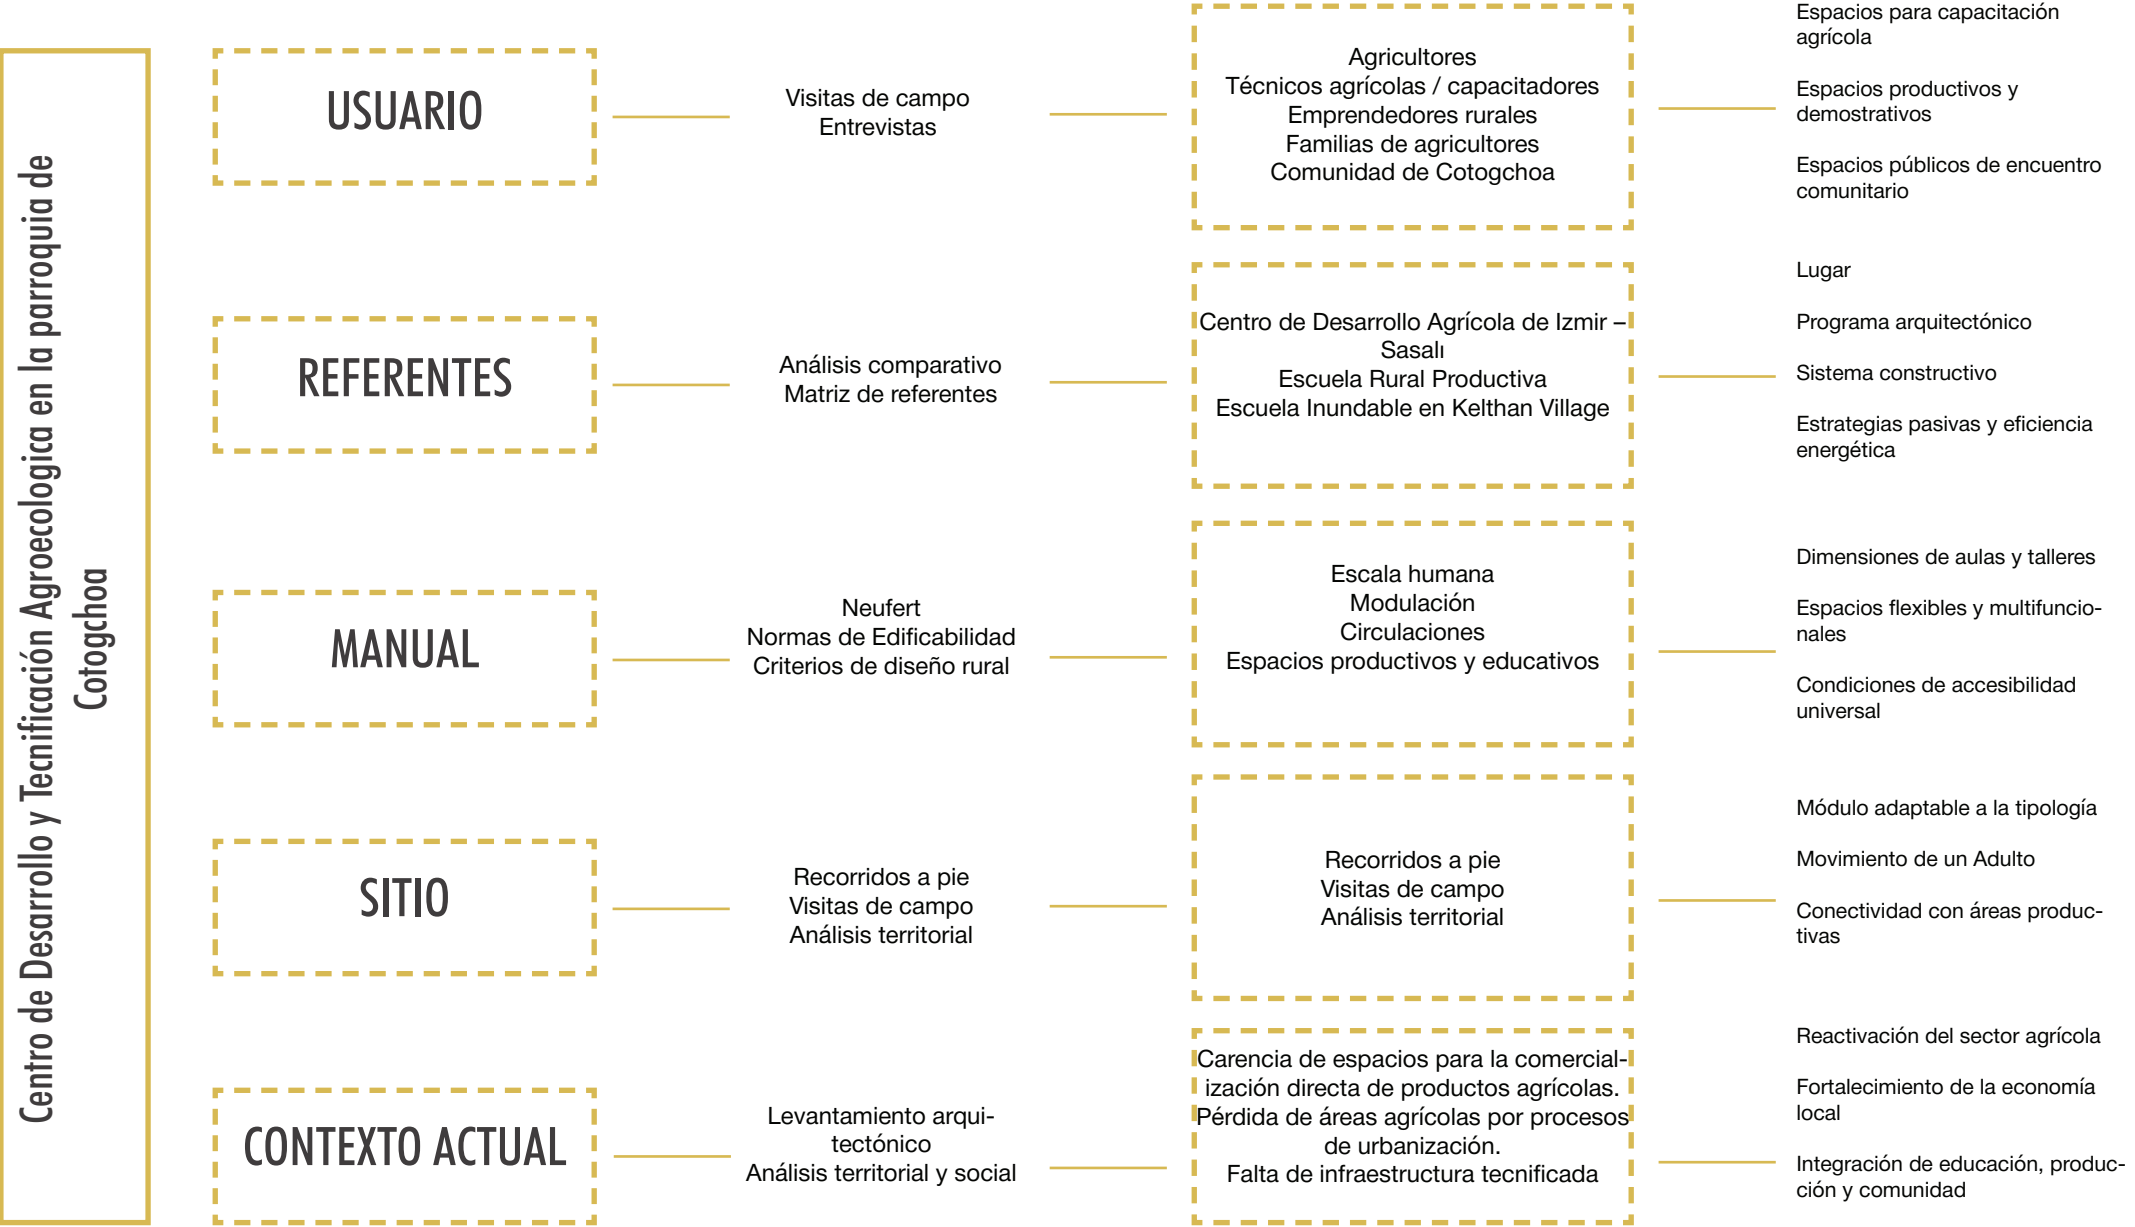 Centro de Desarrollo y Tecnificación Agroecologica en la parroquia de
Cotogchoa
USUARIO
Visitas de campo
Entrevistas
Agricultores
Técnicos agrícolas / capacitadores
Emprendedores rurales
Familias de agricultores
Comunidad de Cotogchoa
Espacios para capacitación
agrícola
Espacios productivos y
demostrativos
Espacios públicos de encuentro
comunitario
REFERENTES
Análisis comparativo
Matriz de referentes
Centro de Desarrollo Agrícola de Izmir –
Sasalı
Escuela Rural Productiva
Escuela Inundable en Kelthan Village
Lugar
Programa arquitectónico
Sistema constructivo
Estrategias pasivas y eficiencia
energética
MANUAL
Neufert
Normas de Edificabilidad
Criterios de diseño rural
Escala humana
Modulación
Circulaciones
Espacios productivos y educativos
Dimensiones de aulas y talleres
Espacios flexibles y multifuncio-
nales
Condiciones de accesibilidad
universal
SITIO
Recorridos a pie
Visitas de campo
Análisis territorial
Recorridos a pie
Visitas de campo
Análisis territorial
Módulo adaptable a la tipología
Movimiento de un Adulto
Conectividad con áreas produc-
tivas
CONTEXTO ACTUAL
Levantamiento arqui-
tectónico
Análisis territorial y social
Carencia de espacios para la comercial-
ización directa de productos agrícolas.
Pérdida de áreas agrícolas por procesos
de urbanización.
Falta de infraestructura tecnificada
Reactivación del sector agrícola
Fortalecimiento de la economía
local
Integración de educación, produc-
ción y comunidad